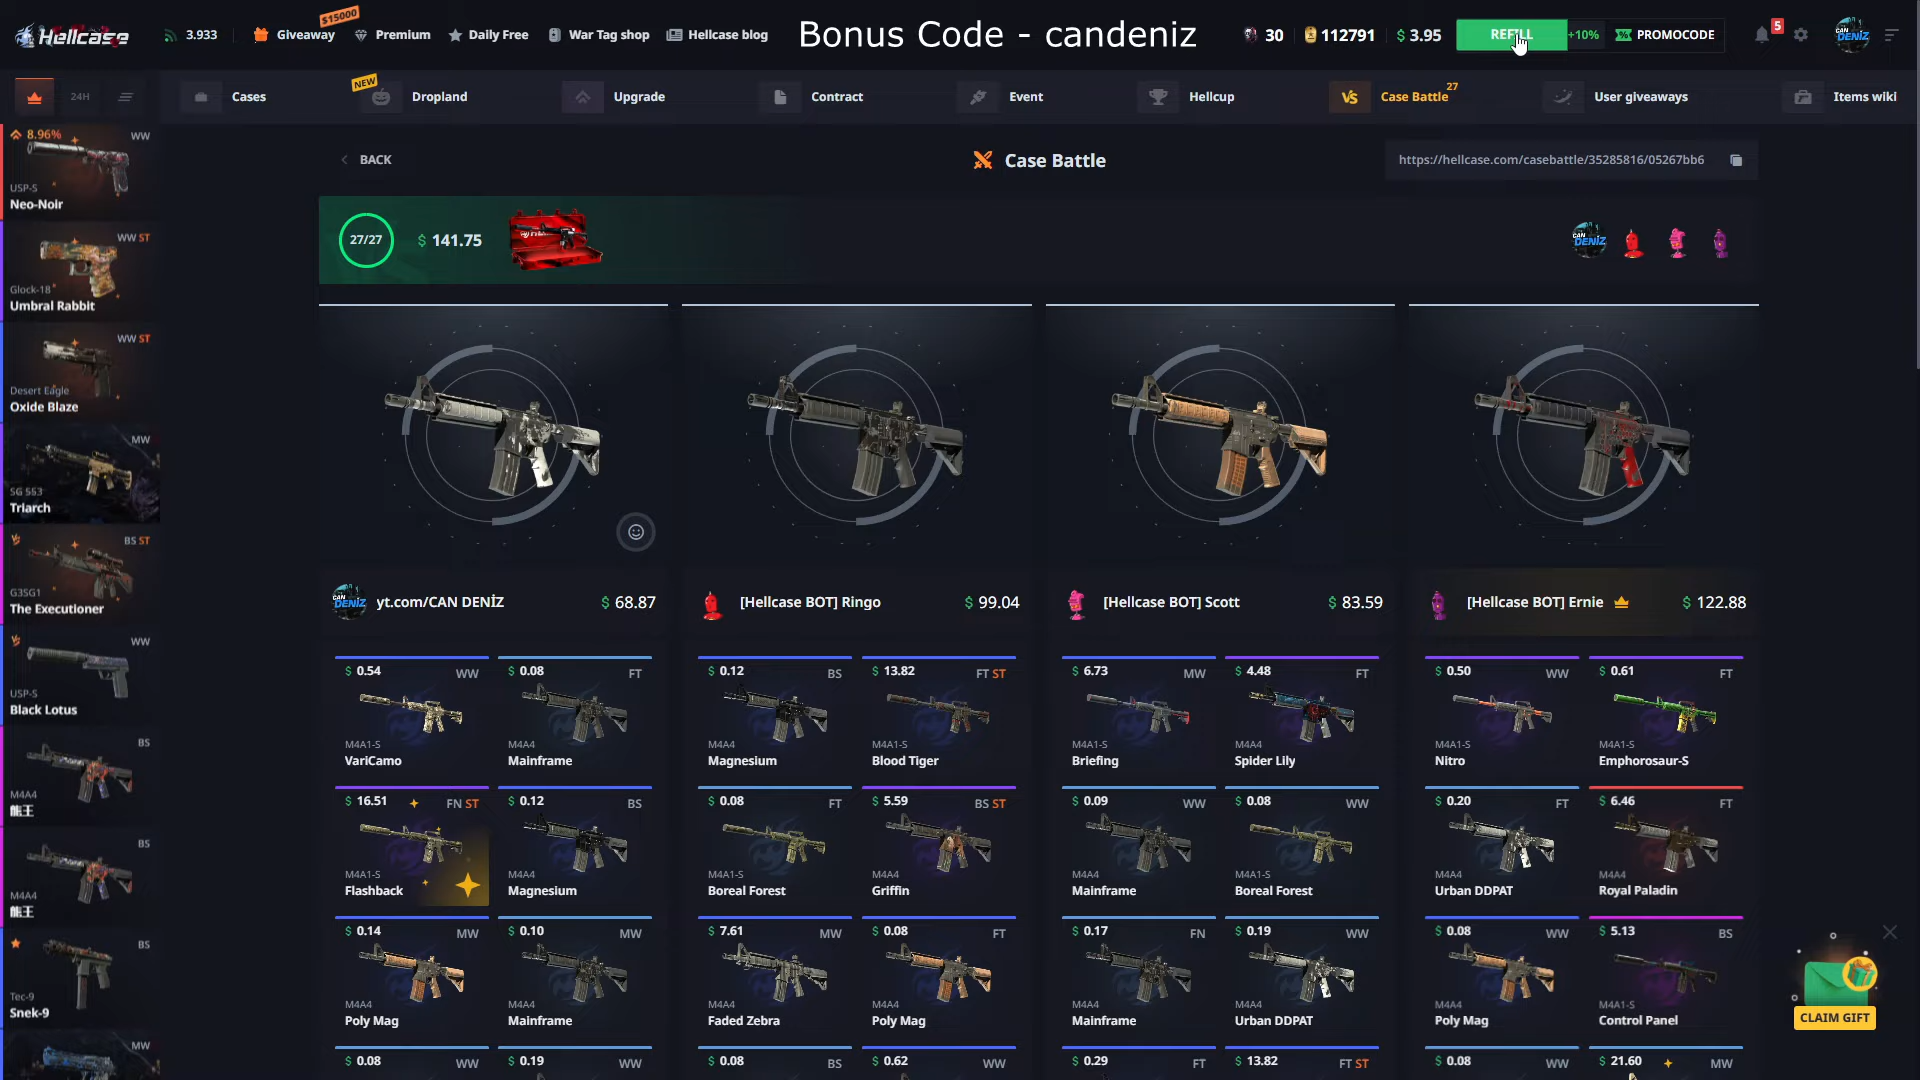 Hellcase
3.933
$15000
Giveaway
Premium
Daily Free
War Tag shop
Hellcase blog
Bonus Code - candeniz
30
112791
$ 3.95
REFILL
+10%
PROMOCODE
5
CAN DENİZ
24H
Cases
NEW
Dropland
Upgrade
Contract
Event
Hellcup
VS
Case Battle
27
User giveaways
Items wiki
8.96%
WW
USP-S
Neo-Noir
WW ST
Glock-18
Umbral Rabbit
WW ST
Desert Eagle
Oxide Blaze
MW
SG 553
Triarch
BS ST
G3SG1
The Executioner
WW
USP-S
Black Lotus
BS
M4A4
龍王
BS
M4A4
龍王
BS
Tec-9
Snek-9
MW
BACK
Case Battle
https://hellcase.com/casebattle/35285816/05267bb6
27/27
$ 141.75
CAN DENİZ
CAN DENİZ
yt.com/CAN DENİZ
$ 68.87
[Hellcase BOT] Ringo
$ 99.04
[Hellcase BOT] Scott
$ 83.59
[Hellcase BOT] Ernie
$ 122.88
$ 0.54 WW
M4A1-S
VariCamo
$ 0.08 FT
M4A4
Mainframe
$ 0.12 BS
M4A4
Magnesium
$ 13.82 FT ST
M4A1-S
Blood Tiger
$ 6.73 MW
M4A1-S
Briefing
$ 4.48 FT
M4A4
Spider Lily
$ 0.50 WW
M4A1-S
Nitro
$ 0.61 FT
M4A1-S
Emphorosaur-S
$ 16.51 FN ST
M4A1-S
Flashback
$ 0.12 BS
M4A4
Magnesium
$ 0.08 FT
M4A1-S
Boreal Forest
$ 5.59 BS ST
M4A4
Griffin
$ 0.09 WW
M4A4
Mainframe
$ 0.08 WW
M4A1-S
Boreal Forest
$ 0.20 FT
M4A4
Urban DDPAT
$ 6.46 FT
M4A4
Royal Paladin
$ 0.14 MW
M4A4
Poly Mag
$ 0.10 MW
M4A4
Mainframe
$ 7.61 MW
M4A4
Faded Zebra
$ 0.08 FT
M4A4
Poly Mag
$ 0.17 FN
M4A4
Mainframe
$ 0.19 WW
M4A4
Urban DDPAT
$ 0.08 WW
M4A4
Poly Mag
$ 5.13 BS
M4A1-S
Control Panel
$ 0.08 WW
$ 0.19 WW
$ 0.08 BS
$ 0.62 WW
$ 0.29 FT
$ 13.82 FT ST
$ 0.08 WW
$ 21.60 MW
CLAIM GIFT